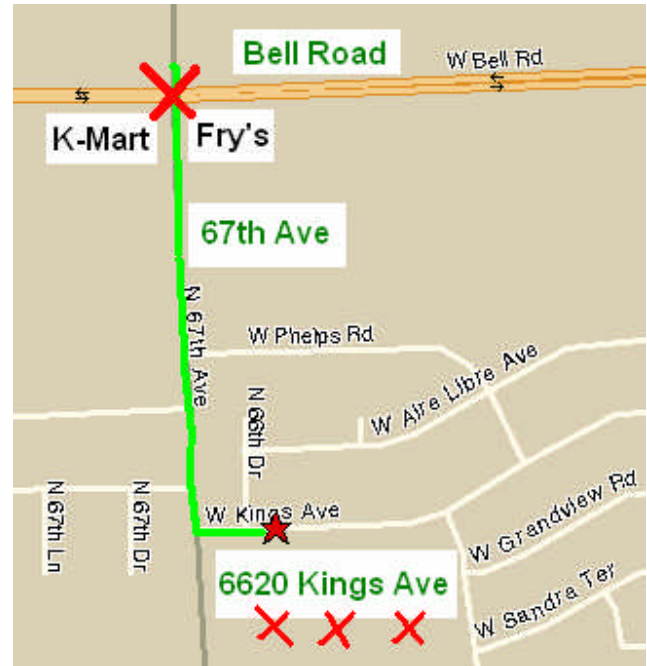 Bell Road
W Bell Rd
K-Mart
Fry's
67th Ave
N 67th Ave
W Phelps Rd
W Aire Libre Ave
N 66th Dr
N 67th Ln
N 67th Dr
W Kings Ave
W Grandview Rd
6620 Kings Ave
W Sandra Ter